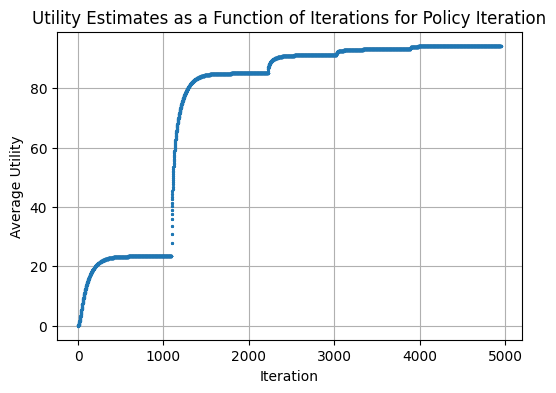 Utility Estimates as a Function of Iterations for Policy Iteration
Average Utility
80
60
40
20
0
0 1000 2000 3000 4000 5000
Iteration